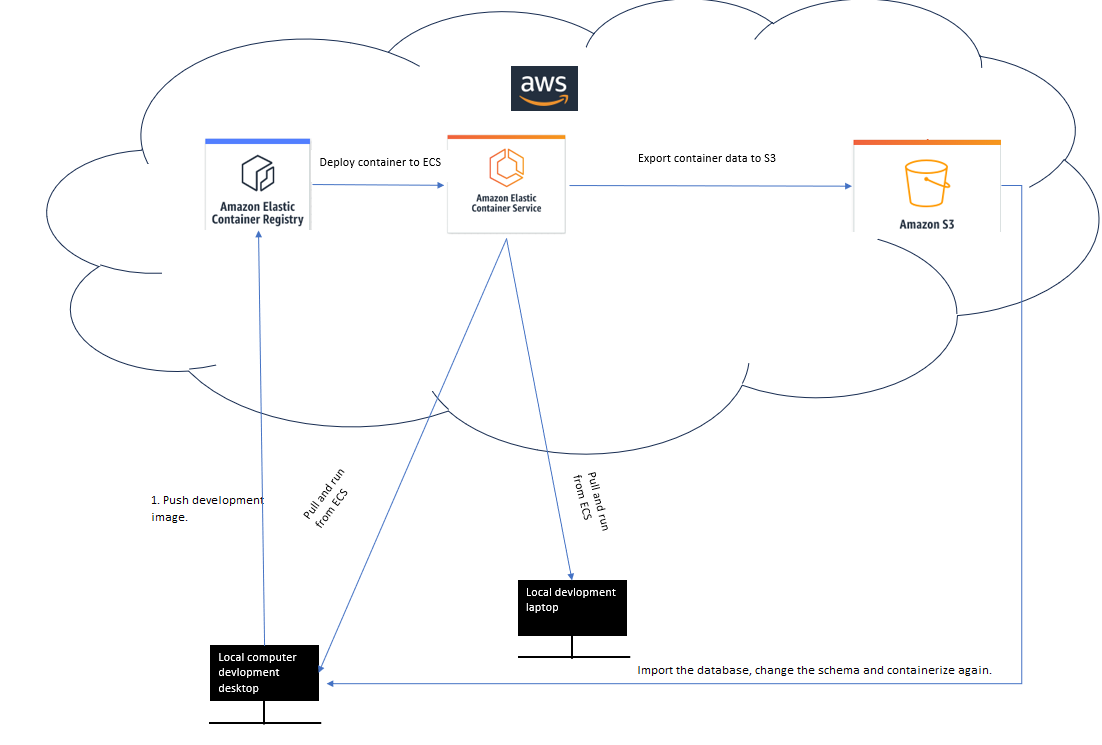 aws
Deploy container to ECS
Export container data to S3
Amazon Elastic
Container Registry
Amazon Elastic
Container Service
Amazon S3
Pull and run
from ECS
Pull and run
from ECS
1. Push development
image.
Local devlopment
laptop
Local computer
devlopment
desktop
Import the database, change the schema and containerize again.